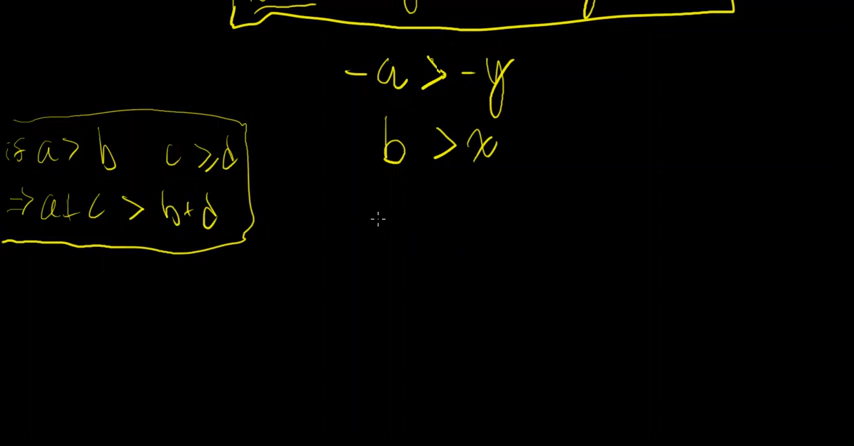 -a > -y
b > x
if a > b c ≥ d
⇒ a + c > b + d